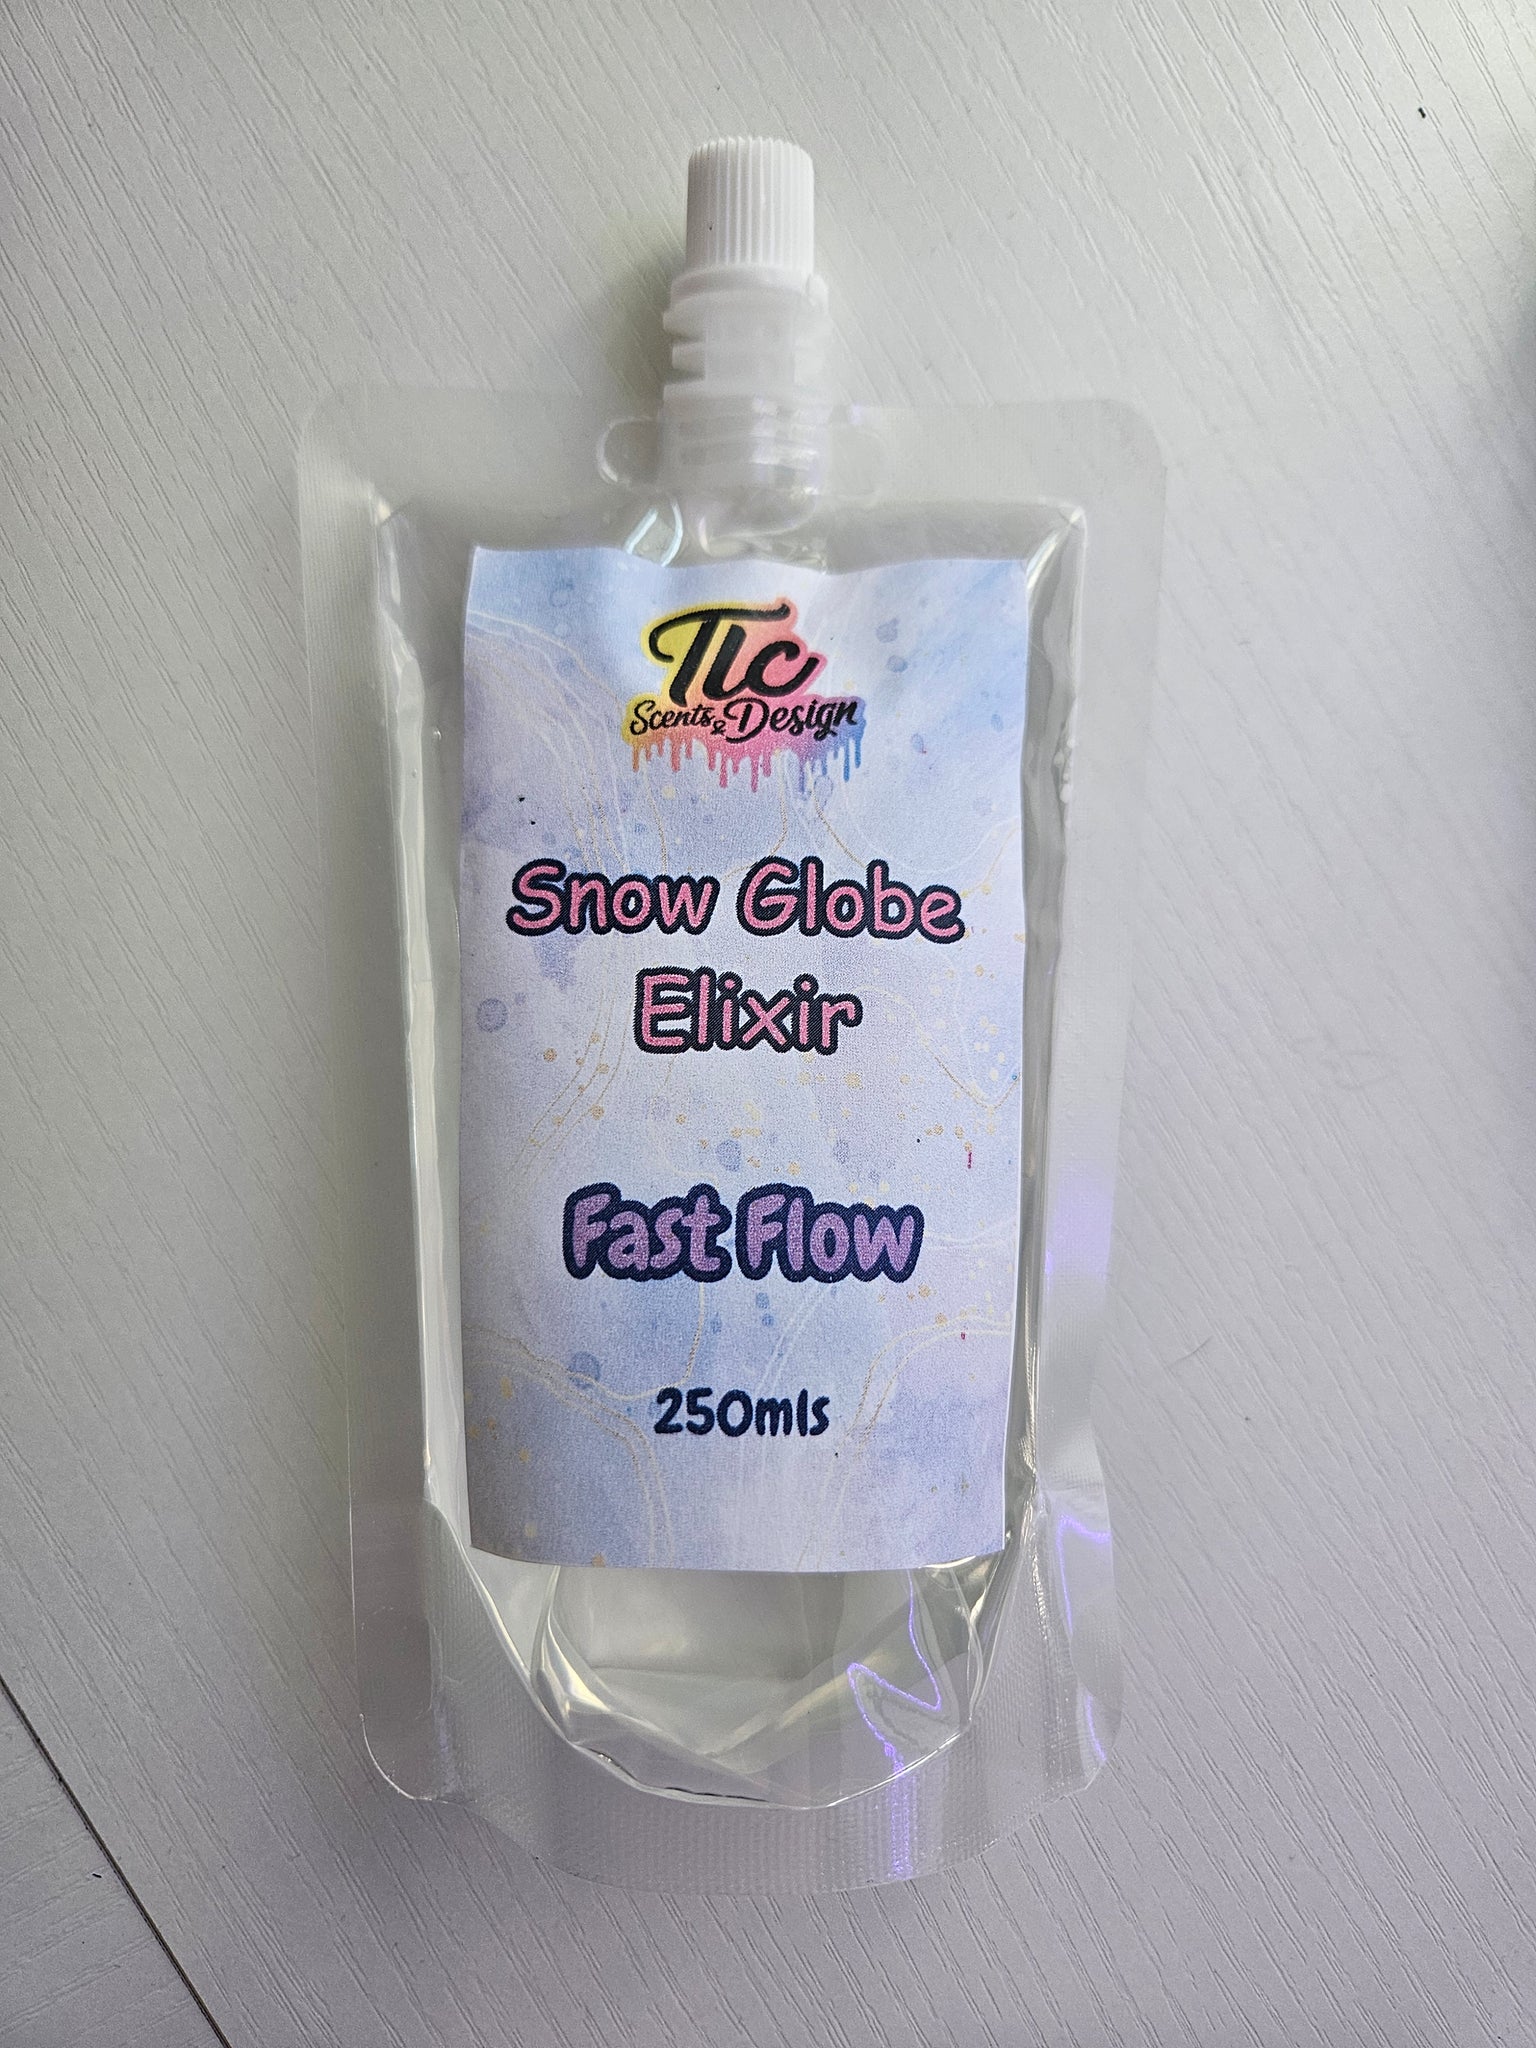 Tlc
Scents & Design
Snow Globe
Elixir
Fast Flow
250mls